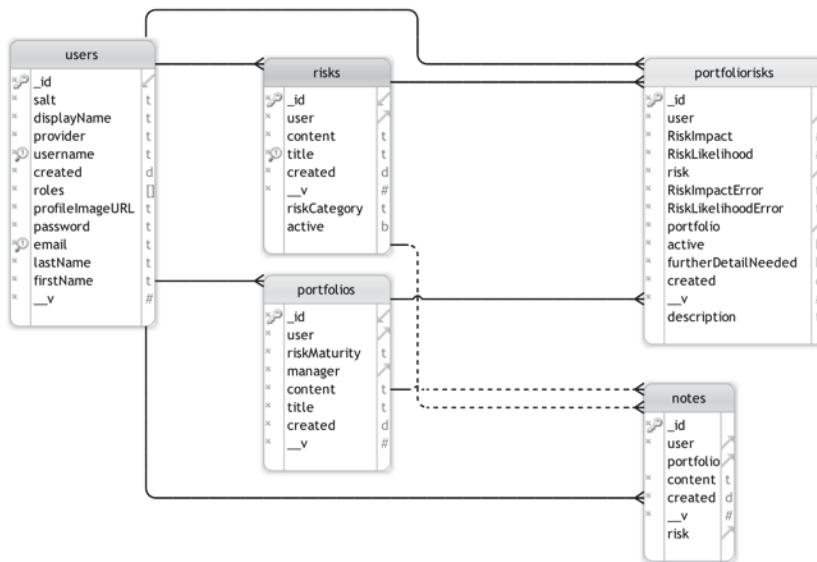 users
_id
salt t
displayName t
provider t
username t
created d
roles []
profileImageURL t
password t
email t
lastName t
firstName t
__v #
risks
_id
user
content t
title t
created d
__v #
riskCategory t
active b
portfolios
_id
user
riskMaturity t
manager
content t
title t
created d
__v #
portfoliorisks
_id
user
RiskImpact
RiskLikelihood
risk
RiskImpactError
RiskLikelihoodError
portfolio
active
furtherDetailNeeded
created
__v
description
notes
_id
user
portfolio
content t
created d
__v #
risk